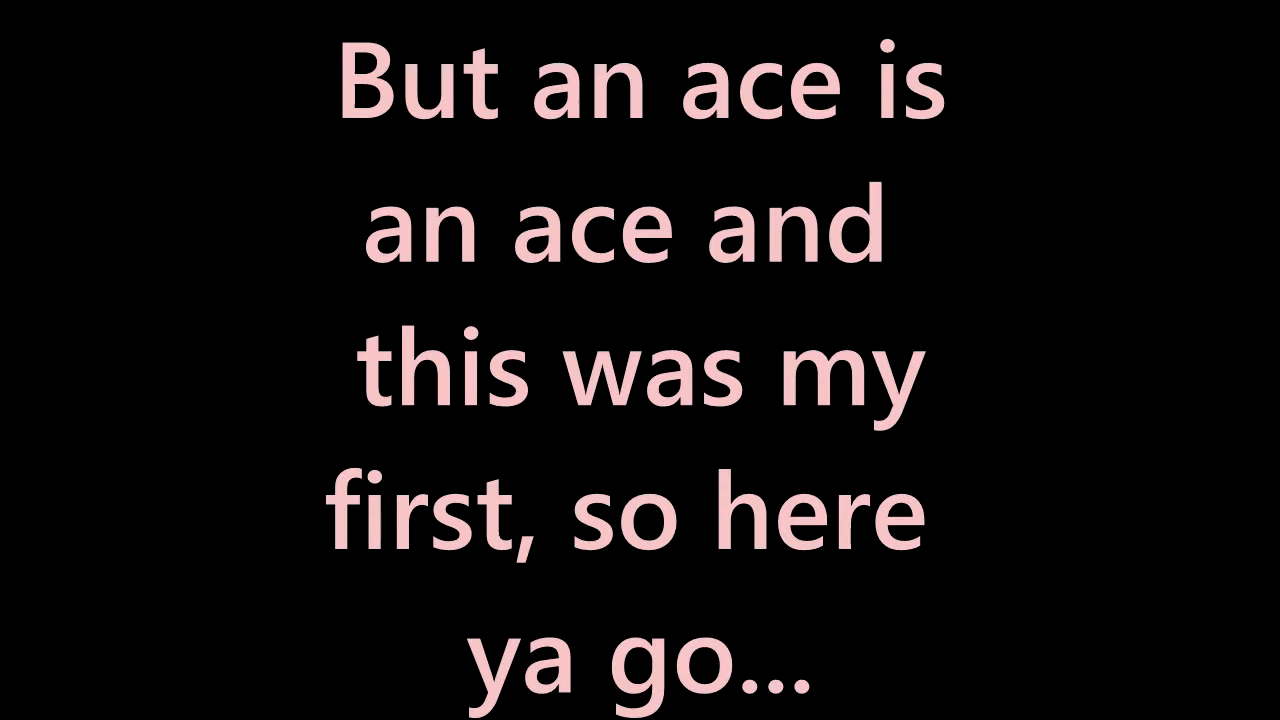 But an ace is
an ace and
this was my
first, so here
ya go...